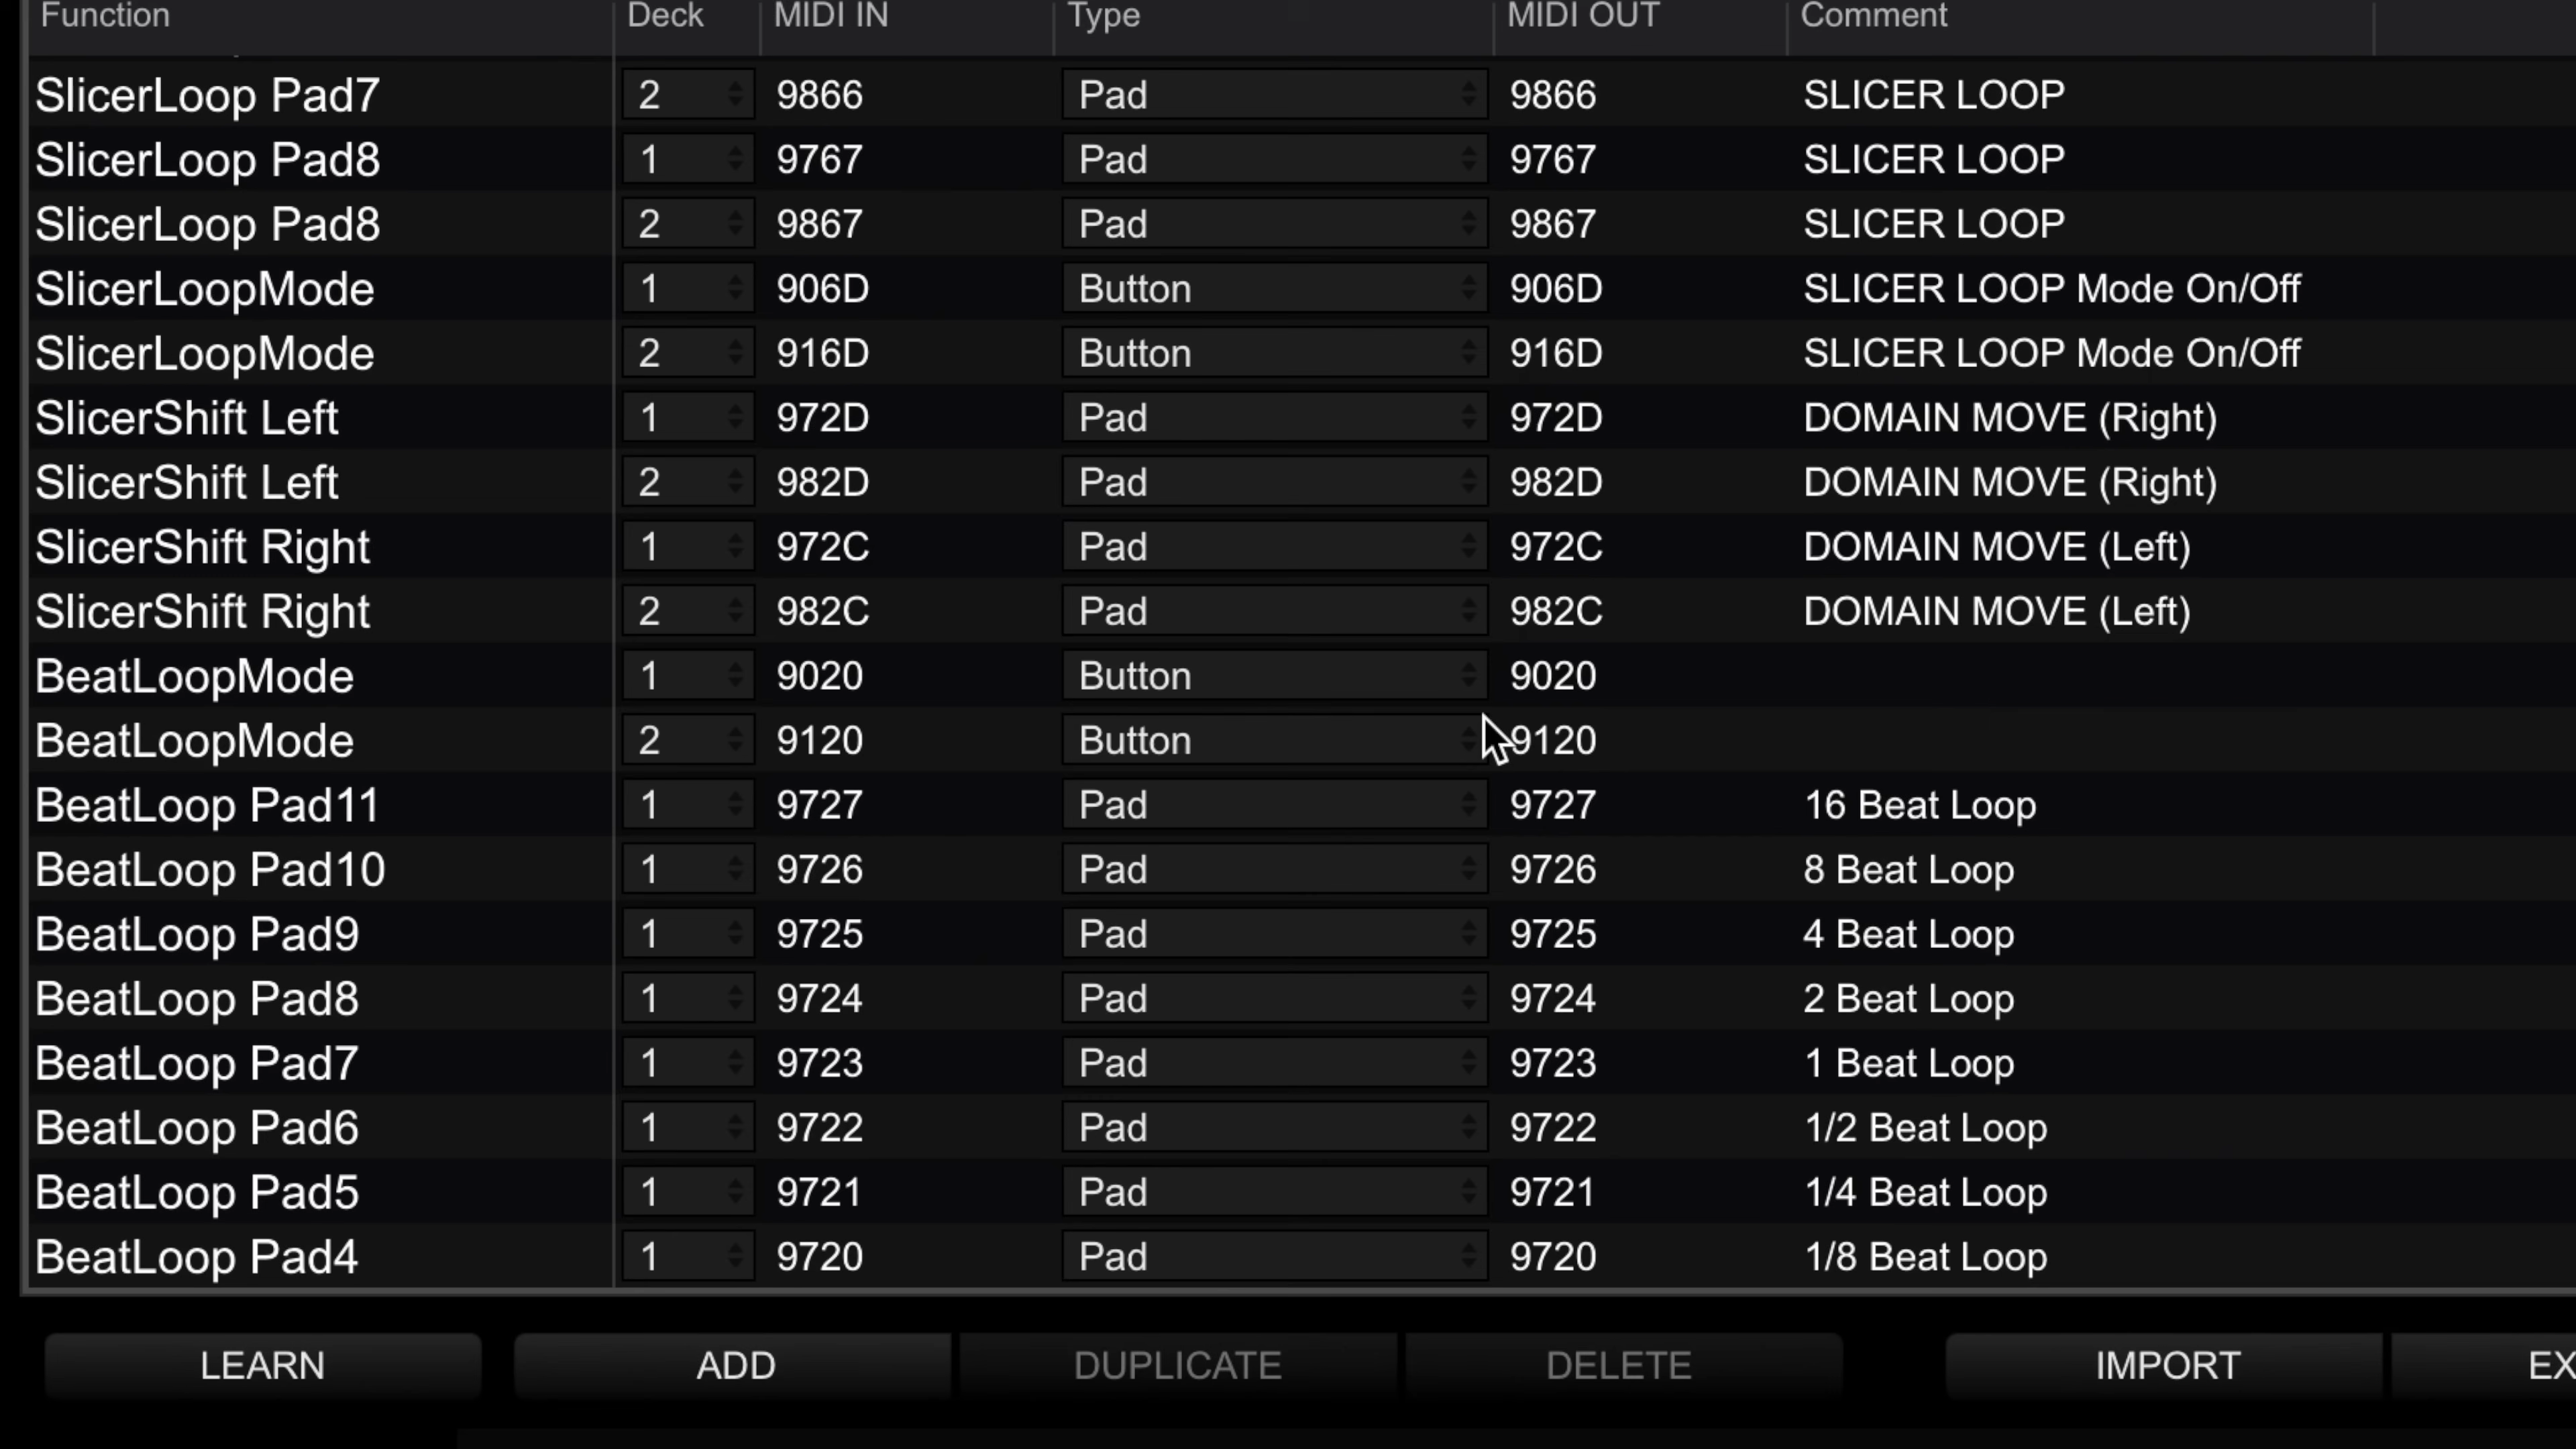 Function Deck MIDI IN Type MIDI OUT Comment
SlicerLoop Pad7 2 9866 Pad 9866 SLICER LOOP
SlicerLoop Pad8 1 9767 Pad 9767 SLICER LOOP
SlicerLoop Pad8 2 9867 Pad 9867 SLICER LOOP
SlicerLoopMode 1 906D Button 906D SLICER LOOP Mode On/Off
SlicerLoopMode 2 916D Button 916D SLICER LOOP Mode On/Off
SlicerShift Left 1 972D Pad 972D DOMAIN MOVE (Right)
SlicerShift Left 2 982D Pad 982D DOMAIN MOVE (Right)
SlicerShift Right 1 972C Pad 972C DOMAIN MOVE (Left)
SlicerShift Right 2 982C Pad 982C DOMAIN MOVE (Left)
BeatLoopMode 1 9020 Button 9020
BeatLoopMode 2 9120 Button 9120
BeatLoop Pad11 1 9727 Pad 9727 16 Beat Loop
BeatLoop Pad10 1 9726 Pad 9726 8 Beat Loop
BeatLoop Pad9 1 9725 Pad 9725 4 Beat Loop
BeatLoop Pad8 1 9724 Pad 9724 2 Beat Loop
BeatLoop Pad7 1 9723 Pad 9723 1 Beat Loop
BeatLoop Pad6 1 9722 Pad 9722 1/2 Beat Loop
BeatLoop Pad5 1 9721 Pad 9721 1/4 Beat Loop
BeatLoop Pad4 1 9720 Pad 9720 1/8 Beat Loop
LEARN ADD DUPLICATE DELETE IMPORT EX